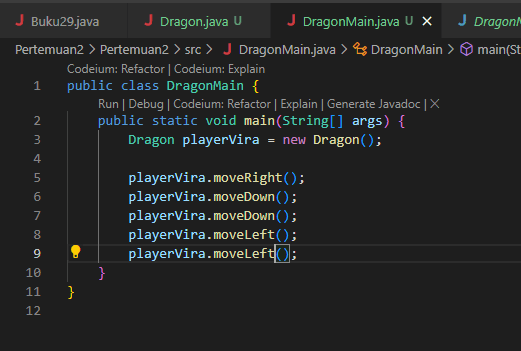 J Buku29.java J Dragon.java U J DragonMain.java U × J DragonM
Pertemuan2 > Pertemuan2 > src > J DragonMain.java > DragonMain > main(St
Codeium: Refactor | Codeium: Explain
1 public class DragonMain {
Run | Debug | Codeium: Refactor | Explain | Generate Javadoc | ×
2 public static void main(String[] args) {
3 Dragon playerVira = new Dragon();
4
5 playerVira.moveRight();
6 playerVira.moveDown();
7 playerVira.moveDown();
8 playerVira.moveLeft();
9 playerVira.moveLeft();
10 }
11 }
12